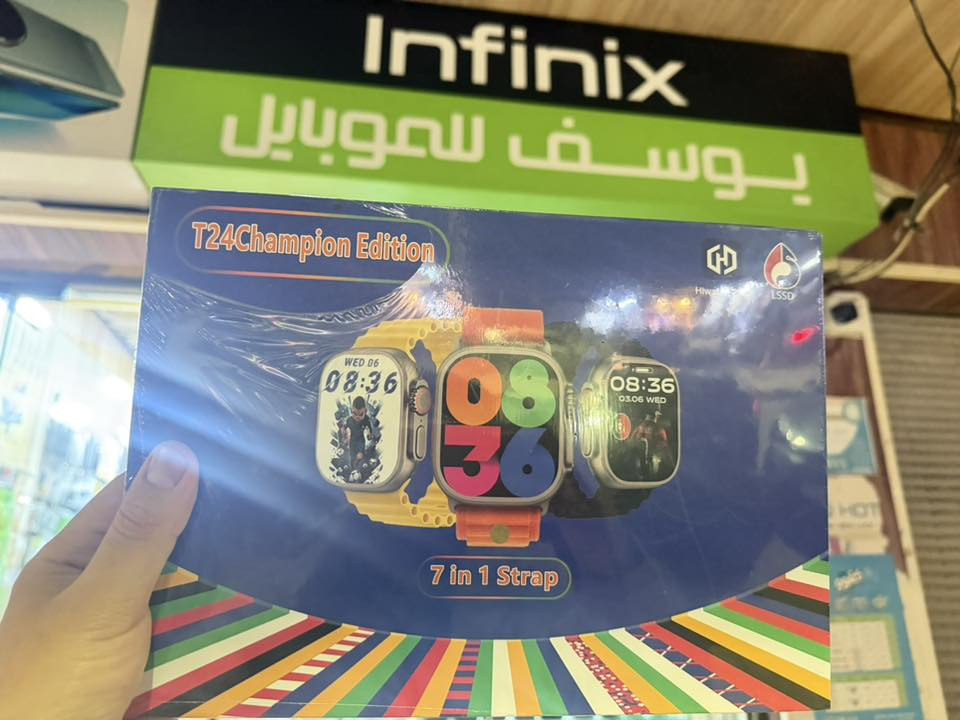 Infinix
يوسف للموبايل
T24Champion Edition
LSSD
WED 06
08:36
08
36
08:36
03.06 WED
7 in 1 Strap
HOT